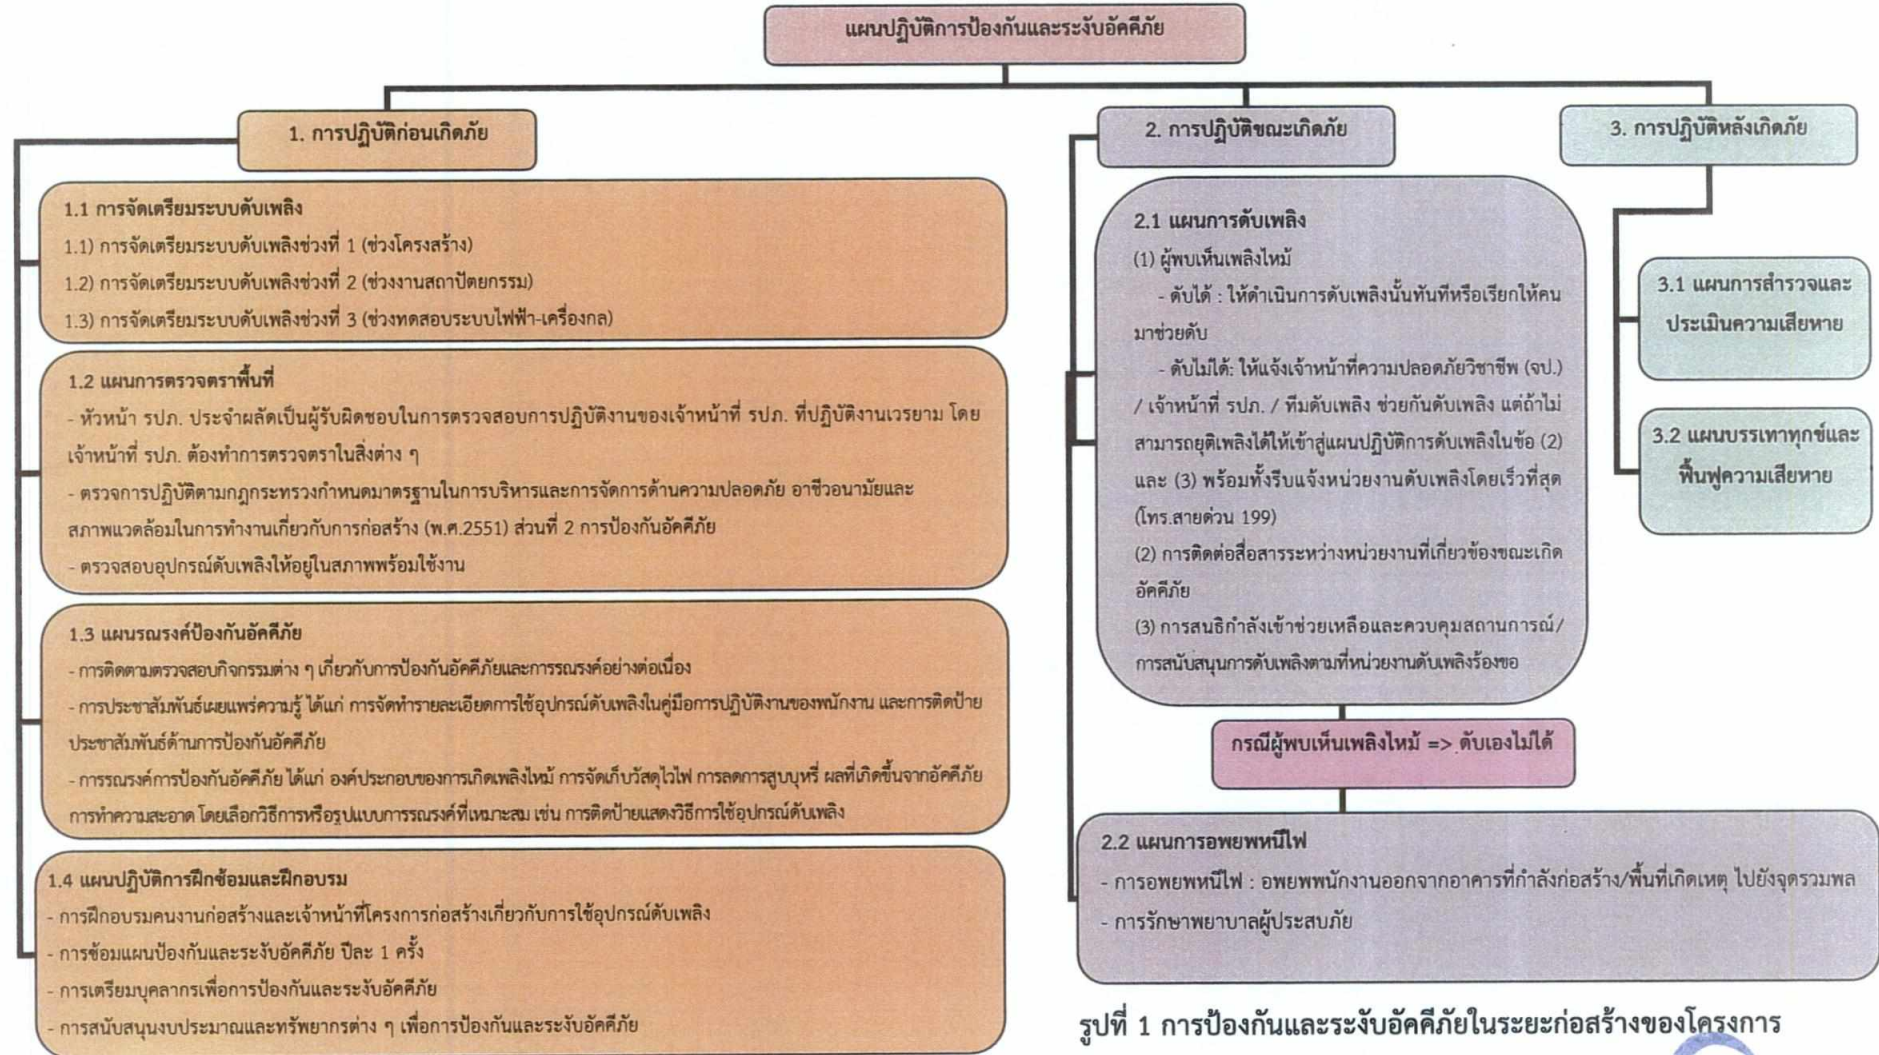 แผนปฏิบัติการป้องกันและระงับอัคคีภัย
1. การปฏิบัติก่อนเกิดภัย
1.1 การจัดเตรียมระบบดับเพลิง
1.1) การจัดเตรียมระบบดับเพลิงช่วงที่ 1 (ช่วงโครงสร้าง)
1.2) การจัดเตรียมระบบดับเพลิงช่วงที่ 2 (ช่วงงานสถาปัตยกรรม)
1.3) การจัดเตรียมระบบดับเพลิงช่วงที่ 3 (ช่วงทดสอบระบบไฟฟ้า-เครื่องกล)
1.2 แผนการตรวจตราพื้นที่
- หัวหน้า รปภ. ประจำผลัดเป็นผู้รับผิดชอบในการตรวจสอบการปฏิบัติงานของเจ้าหน้าที่ รปภ. ที่ปฏิบัติงานเวรยาม โดย
เจ้าหน้าที่ รปภ. ต้องทำการตรวจตราในสิ่งต่าง ๆ
- ตรวจการปฏิบัติตามกฎกระทรวงกำหนดมาตรฐานในการบริหารและการจัดการด้านความปลอดภัย อาชีวอนามัยและ
สภาพแวดล้อมในการทำงานเกี่ยวกับการก่อสร้าง (พ.ศ.2551) ส่วนที่ 2 การป้องกันอัคคีภัย
- ตรวจสอบอุปกรณ์ดับเพลิงให้อยู่ในสภาพพร้อมใช้งาน
1.3 แผนรณรงค์ป้องกันอัคคีภัย
- การติดตามตรวจสอบกิจกรรมต่าง ๆ เกี่ยวกับการป้องกันอัคคีภัยและการรณรงค์อย่างต่อเนื่อง
- การประชาสัมพันธ์เผยแพร่ความรู้ ได้แก่ การจัดทำรายละเอียดการใช้อุปกรณ์ดับเพลิงในคู่มือการปฏิบัติงานของพนักงาน และการติดป้าย
ประชาสัมพันธ์ด้านการป้องกันอัคคีภัย
- การรณรงค์การป้องกันอัคคีภัย ได้แก่ องค์ประกอบของการเกิดเพลิงไหม้ การจัดเก็บวัสดุไวไฟ การลดการสูบบุหรี่ ผลที่เกิดขึ้นจากอัคคีภัย
การทำความสะอาด โดยเลือกวิธีการหรือรูปแบบการรณรงค์ที่เหมาะสม เช่น การติดป้ายแสดงวิธีการใช้อุปกรณ์ดับเพลิง
1.4 แผนปฏิบัติการฝึกซ้อมและฝึกอบรม
- การฝึกอบรมคนงานก่อสร้างและเจ้าหน้าที่โครงการก่อสร้างเกี่ยวกับการใช้อุปกรณ์ดับเพลิง
- การซ้อมแผนป้องกันและระงับอัคคีภัย ปีละ 1 ครั้ง
- การเตรียมบุคลากรเพื่อการป้องกันและระงับอัคคีภัย
- การสนับสนุนงบประมาณและทรัพยากรต่าง ๆ เพื่อการป้องกันและระงับอัคคีภัย
2. การปฏิบัติขณะเกิดภัย
2.1 แผนการดับเพลิง
(1) ผู้พบเห็นเพลิงไหม้
- ดับได้ : ให้ดำเนินการดับเพลิงนั้นทันทีหรือเรียกให้คน
มาช่วยดับ
- ดับไม่ได้: ให้แจ้งเจ้าหน้าที่ความปลอดภัยวิชาชีพ (จป.)
/ เจ้าหน้าที่ รปภ. / ทีมดับเพลิง ช่วยกันดับเพลิง แต่ถ้าไม่
สามารถยุติเพลิงได้ให้เข้าสู่แผนปฏิบัติการดับเพลิงในข้อ (2)
และ (3) พร้อมทั้งรีบแจ้งหน่วยงานดับเพลิงโดยเร็วที่สุด
(โทร.สายด่วน 199)
(2) การติดต่อสื่อสารระหว่างหน่วยงานที่เกี่ยวข้องขณะเกิด
อัคคีภัย
(3) การสนธิกำลังเข้าช่วยเหลือและควบคุมสถานการณ์/
การสนับสนุนการดับเพลิงตามที่หน่วยงานดับเพลิงร้องขอ
กรณีผู้พบเห็นเพลิงไหม้ => ดับเองไม่ได้
2.2 แผนการอพยพหนีไฟ
- การอพยพหนีไฟ : อพยพพนักงานออกจากอาคารที่กำลังก่อสร้าง/พื้นที่เกิดเหตุ ไปยังจุดรวมพล
- การรักษาพยาบาลผู้ประสบภัย
3. การปฏิบัติหลังเกิดภัย
3.1 แผนการสำรวจและ
ประเมินความเสียหาย
3.2 แผนบรรเทาทุกข์และ
ฟื้นฟูความเสียหาย
รูปที่ 1 การป้องกันและระงับอัคคีภัยในระยะก่อสร้างของโครงการ